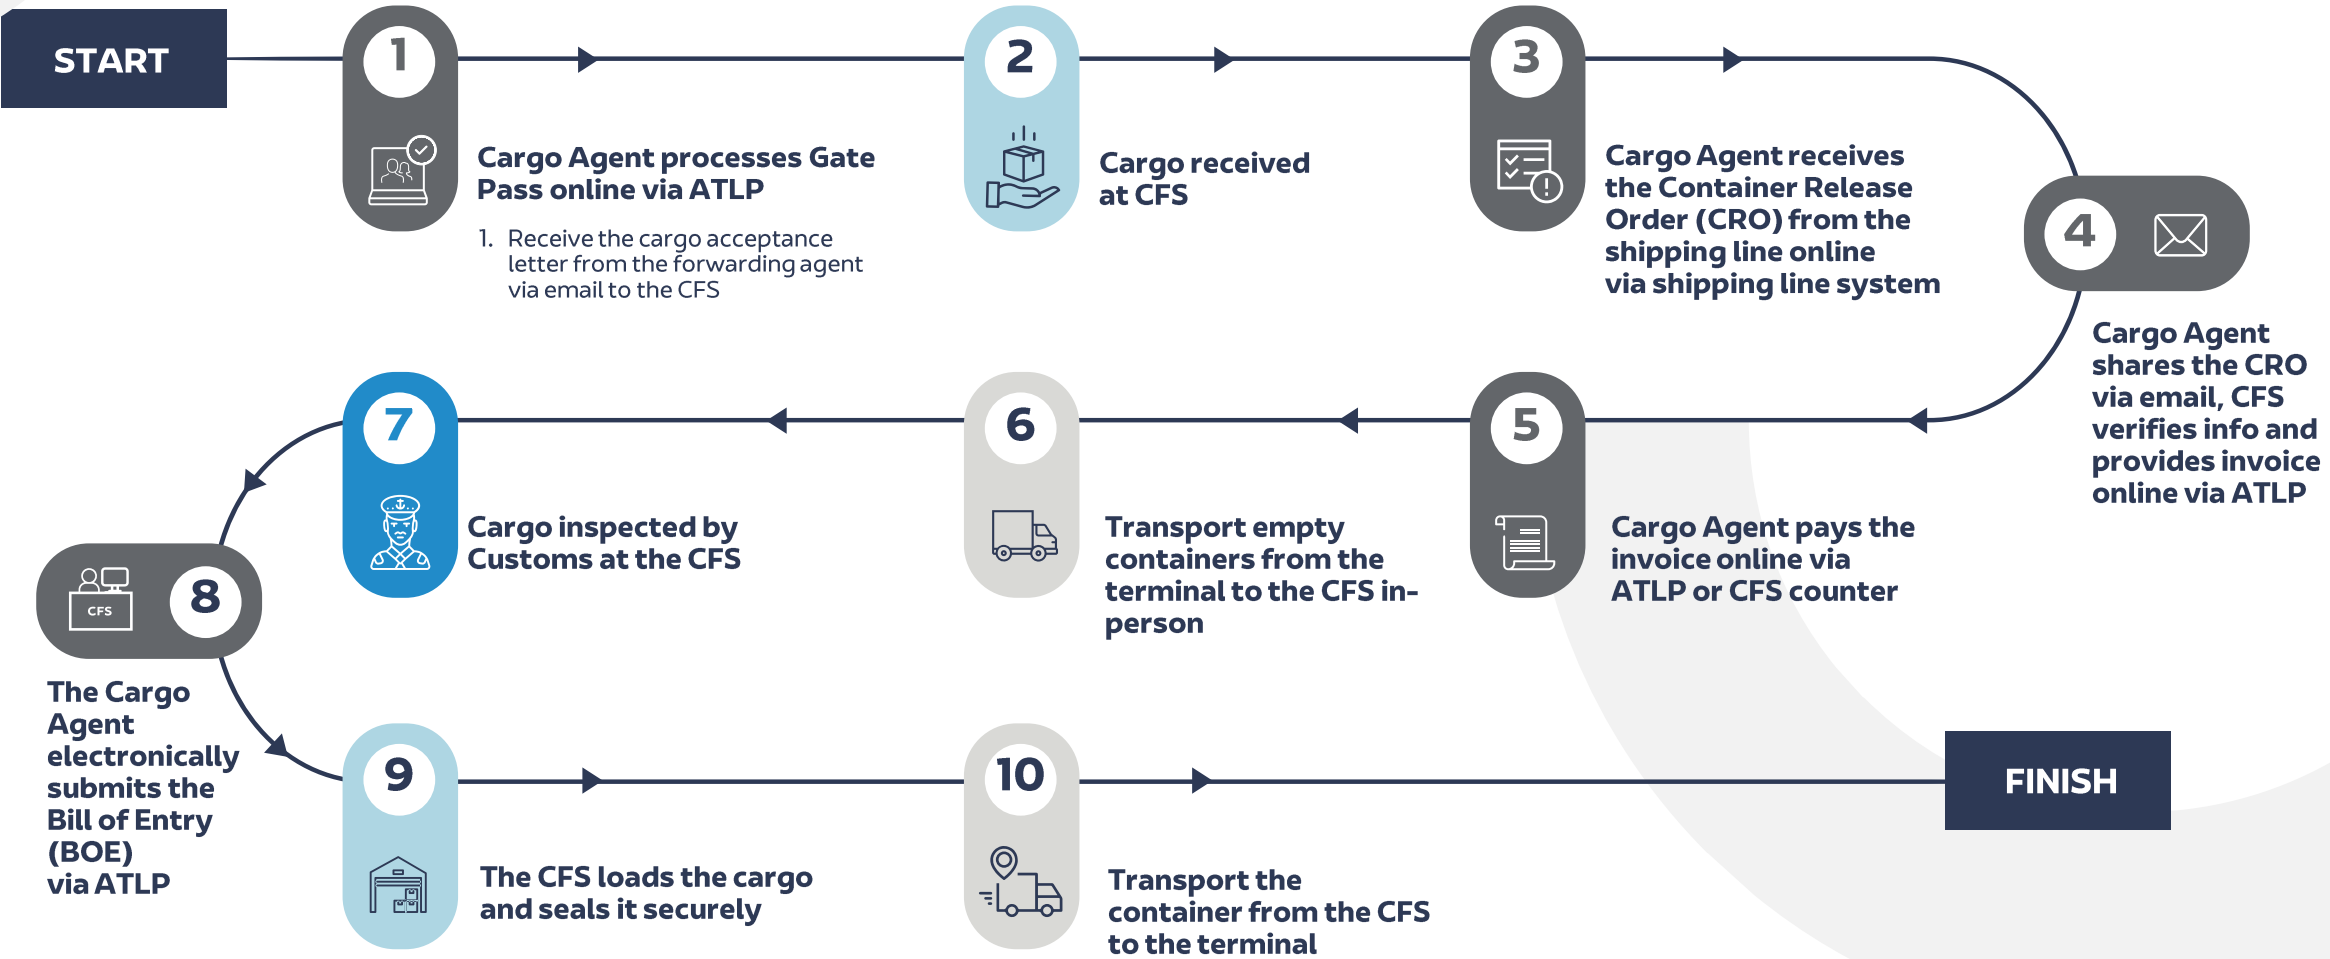 START
1
Cargo Agent processes Gate
Pass online via ATLP
1. Receive the cargo acceptance
letter from the forwarding agent
via email to the CFS
2
Cargo received
at CFS
3
Cargo Agent receives
the Container Release
Order (CRO) from the
shipping line online
via shipping line system
4
Cargo Agent
shares the CRO
via email, CFS
verifies info and
provides invoice
online via ATLP
5
Cargo Agent pays the
invoice online via
ATLP or CFS counter
6
Transport empty
containers from the
terminal to the CFS in-
person
7
Cargo inspected by
Customs at the CFS
8
CFS
The Cargo
Agent
electronically
submits the
Bill of Entry
(BOE)
via ATLP
9
The CFS loads the cargo
and seals it securely
10
Transport the
container from the CFS
to the terminal
FINISH